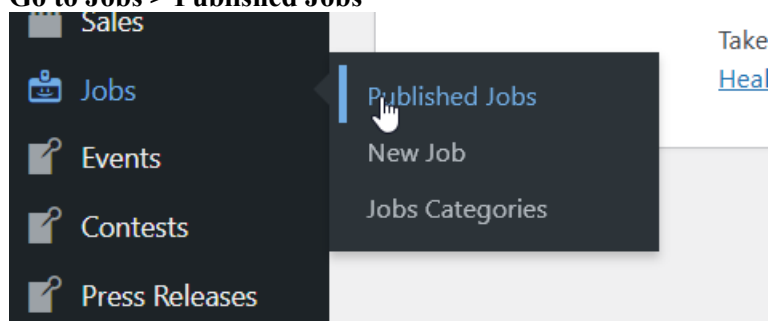 Go to Jobs > Published Jobs
Sales
Jobs
Events
Contests
Press Releases
Published Jobs
New Job
Jobs Categories
Take
Heal